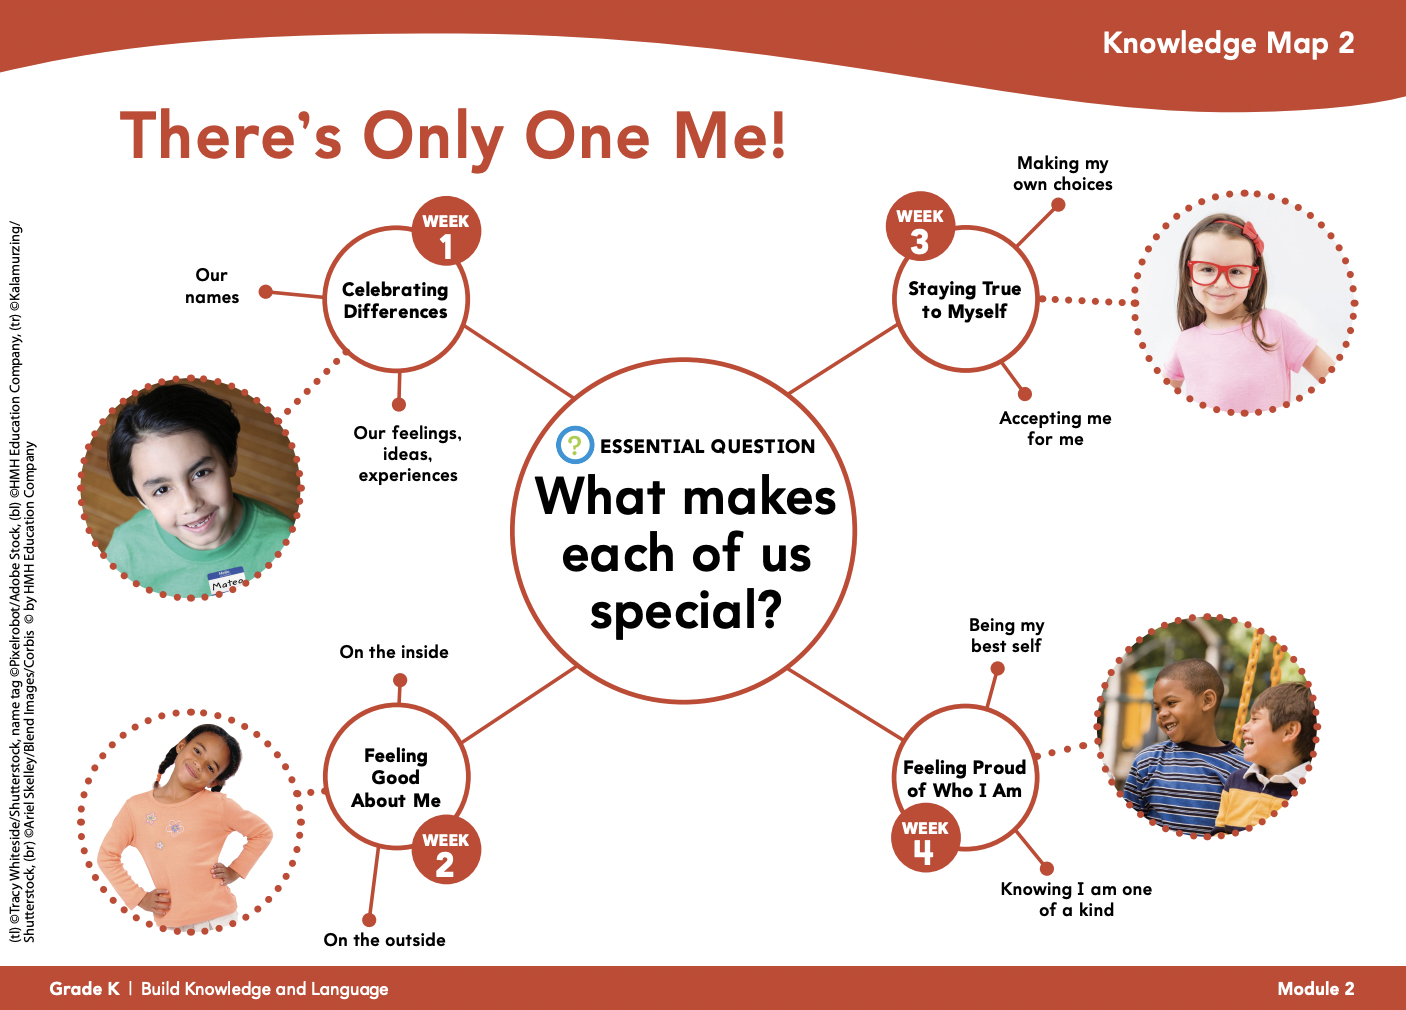 Knowledge Map 2
There's Only One Me!
WEEK
1
Celebrating
Differences
Our
names
Our feelings,
ideas,
experiences
Mateo
WEEK
3
Staying True
to Myself
Making my
own choices
Accepting me
for me
? ESSENTIAL QUESTION
What makes
each of us
special?
On the inside
Feeling
Good
About Me
WEEK
2
On the outside
Being my
best self
Feeling Proud
of Who I Am
WEEK
4
Knowing I am one
of a kind
(tl) ©Tracy Whiteside/Shutterstock, name tag ©Pixelrobot/Adobe Stock, (bl) ©HMH Education Company, (tr) ©Kalamurzing/
Shutterstock, (br) ©Ariel Skelley/Blend Images/Corbis © by HMH Education Company
Grade K | Build Knowledge and Language
Module 2